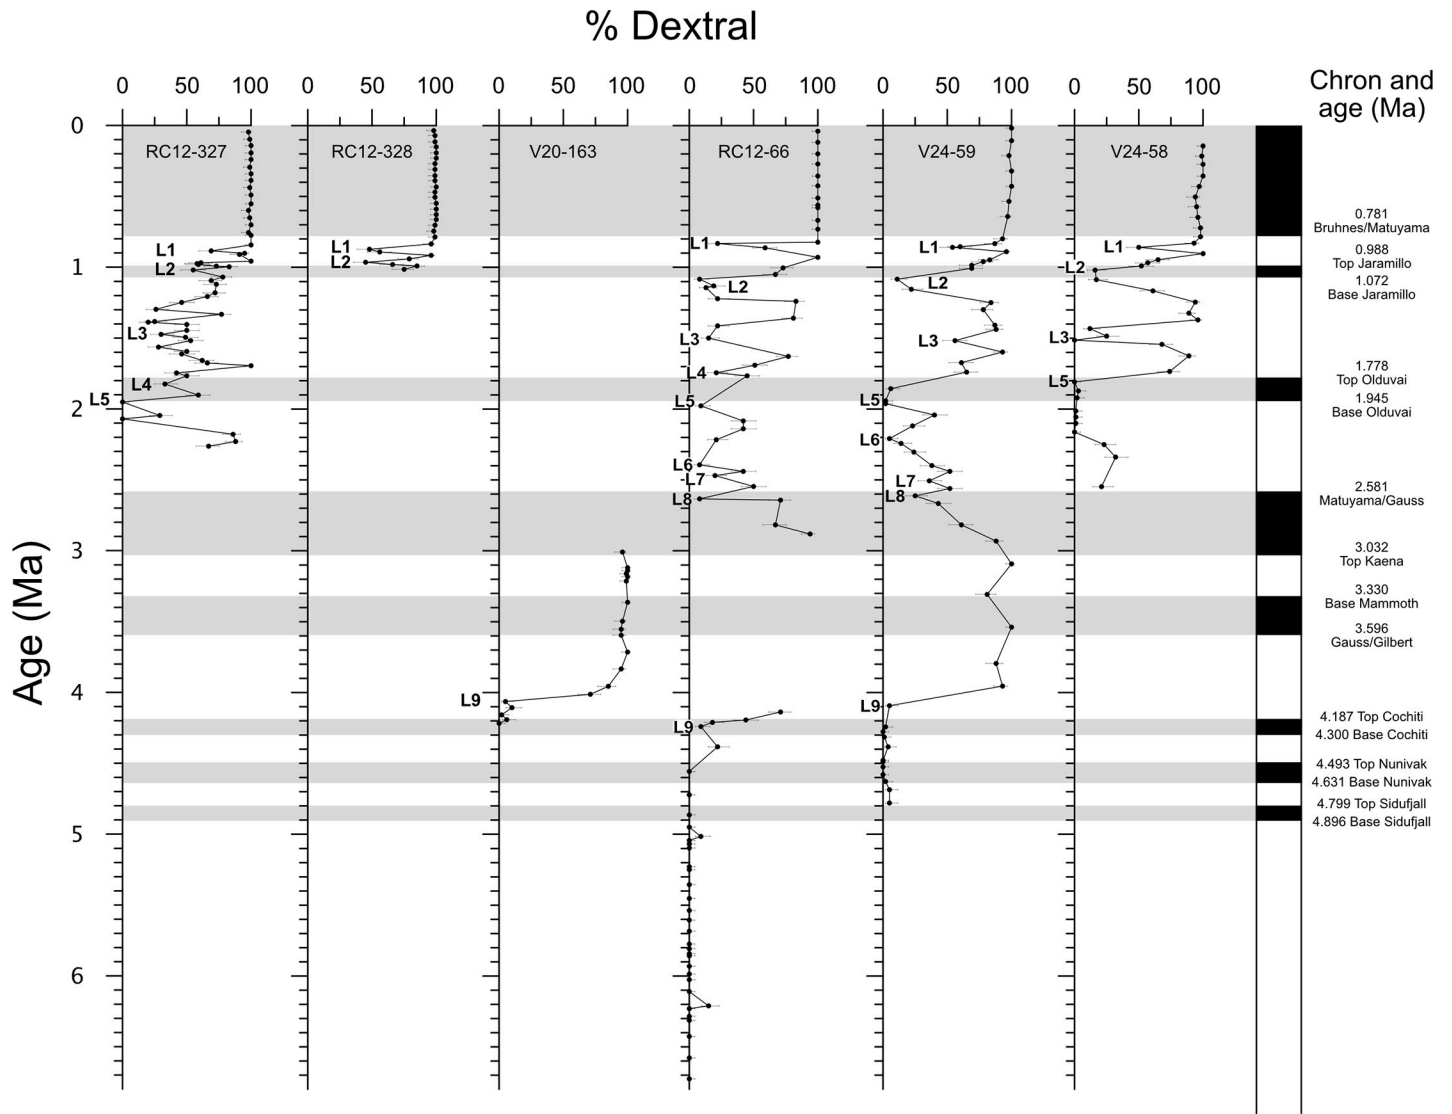 % Dextral
0 50 100 0 50 100 0 50 100 0 50 100 0 50 100 0 50 100
Chron and
age (Ma)
Age (Ma)
0
1
2
3
4
5
6
RC12-327
L1
L2
L3
L4
L5
RC12-328
L1
L2
V20-163
L9
RC12-66
L1
L2
L3
L4
L5
L6
L7
L8
L9
V24-59
L1
L2
L3
L5
L6
L7
L8
L9
V24-58
L1
L2
L3
L5
0.781
Bruhnes/Matuyama
0.988
Top Jaramillo
1.072
Base Jaramillo
1.778
Top Olduvai
1.945
Base Olduvai
2.581
Matuyama/Gauss
3.032
Top Kaena
3.330
Base Mammoth
3.596
Gauss/Gilbert
4.187 Top Cochiti
4.300 Base Cochiti
4.493 Top Nunivak
4.631 Base Nunivak
4.799 Top Sidufjall
4.896 Base Sidufjall